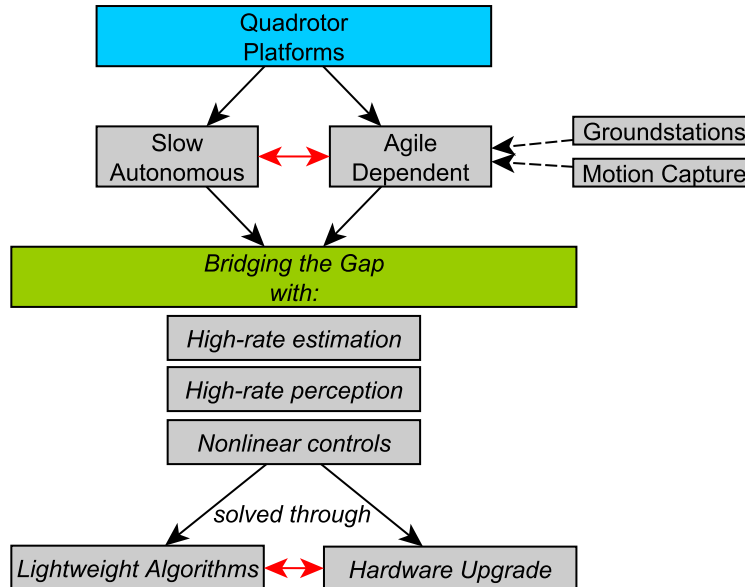 Quadrotor
Platforms
Slow
Autonomous
Agile
Dependent
Groundstations
Motion Capture
Bridging the Gap
with:
High-rate estimation
High-rate perception
Nonlinear controls
solved through
Lightweight Algorithms
Hardware Upgrade